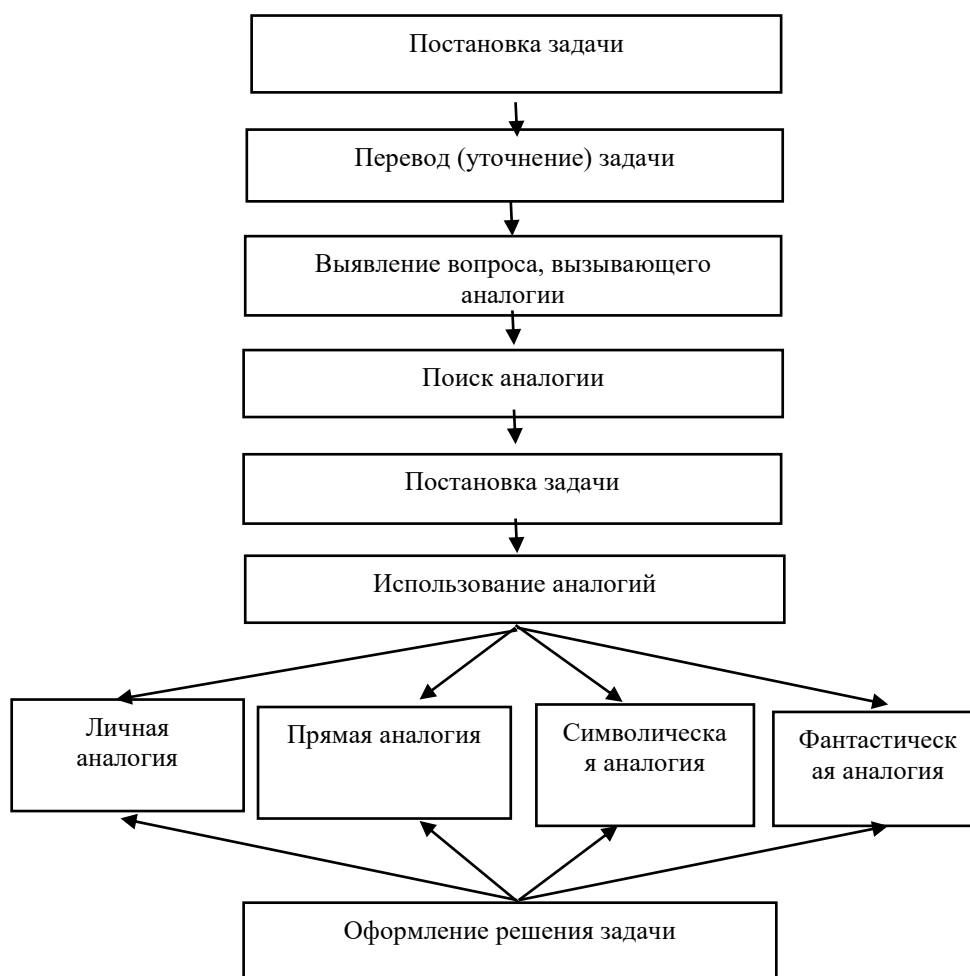 Постановка задачи
Перевод (уточнение) задачи
Выявление вопроса, вызывающего
аналогии
Поиск аналогии
Постановка задачи
Использование аналогий
Личная
аналогия
Прямая аналогия
Символическа
я аналогия
Фантастическ
ая аналогия
Оформление решения задачи